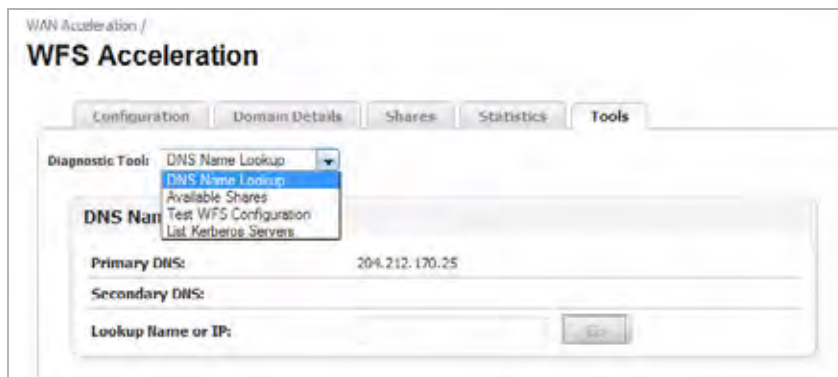 WAN Acceleration /
WFS Acceleration
Configuration Domain Details Shares Statistics Tools
Diagnostic Tool: DNS Name Lookup
DNS Name Lookup
Available Shares
Test WFS Configuration
List Kerberos Servers
DNS Nam
Primary DNS: 204.212.170.25
Secondary DNS:
Lookup Name or IP: Go